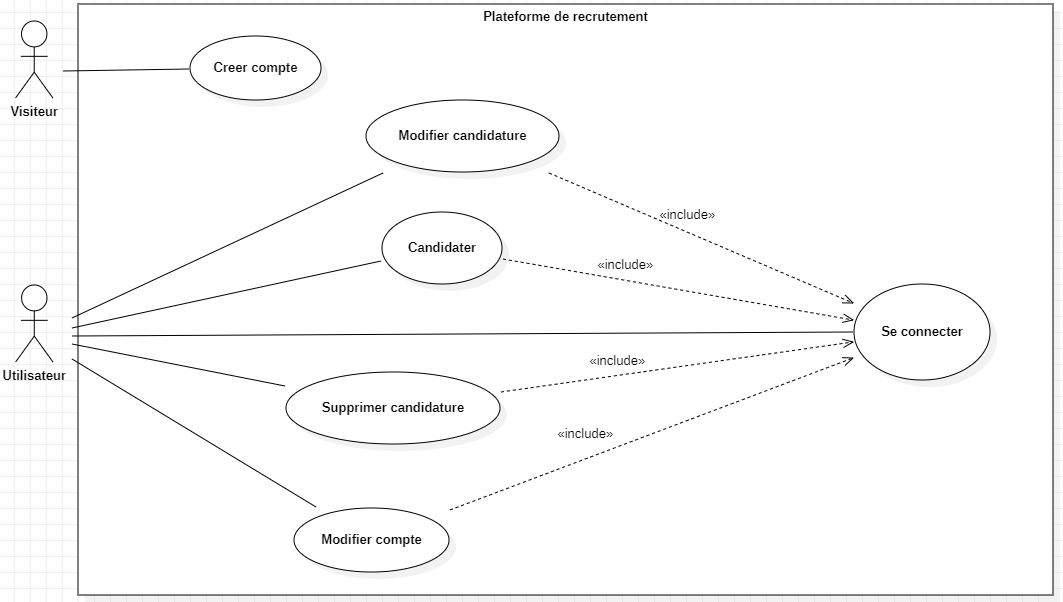 Plateforme de recrutement
Creer compte
Visiteur
Modifier candidature
«include»
Candidater
«include»
Se connecter
Utilisateur
«include»
Supprimer candidature
«include»
Modifier compte